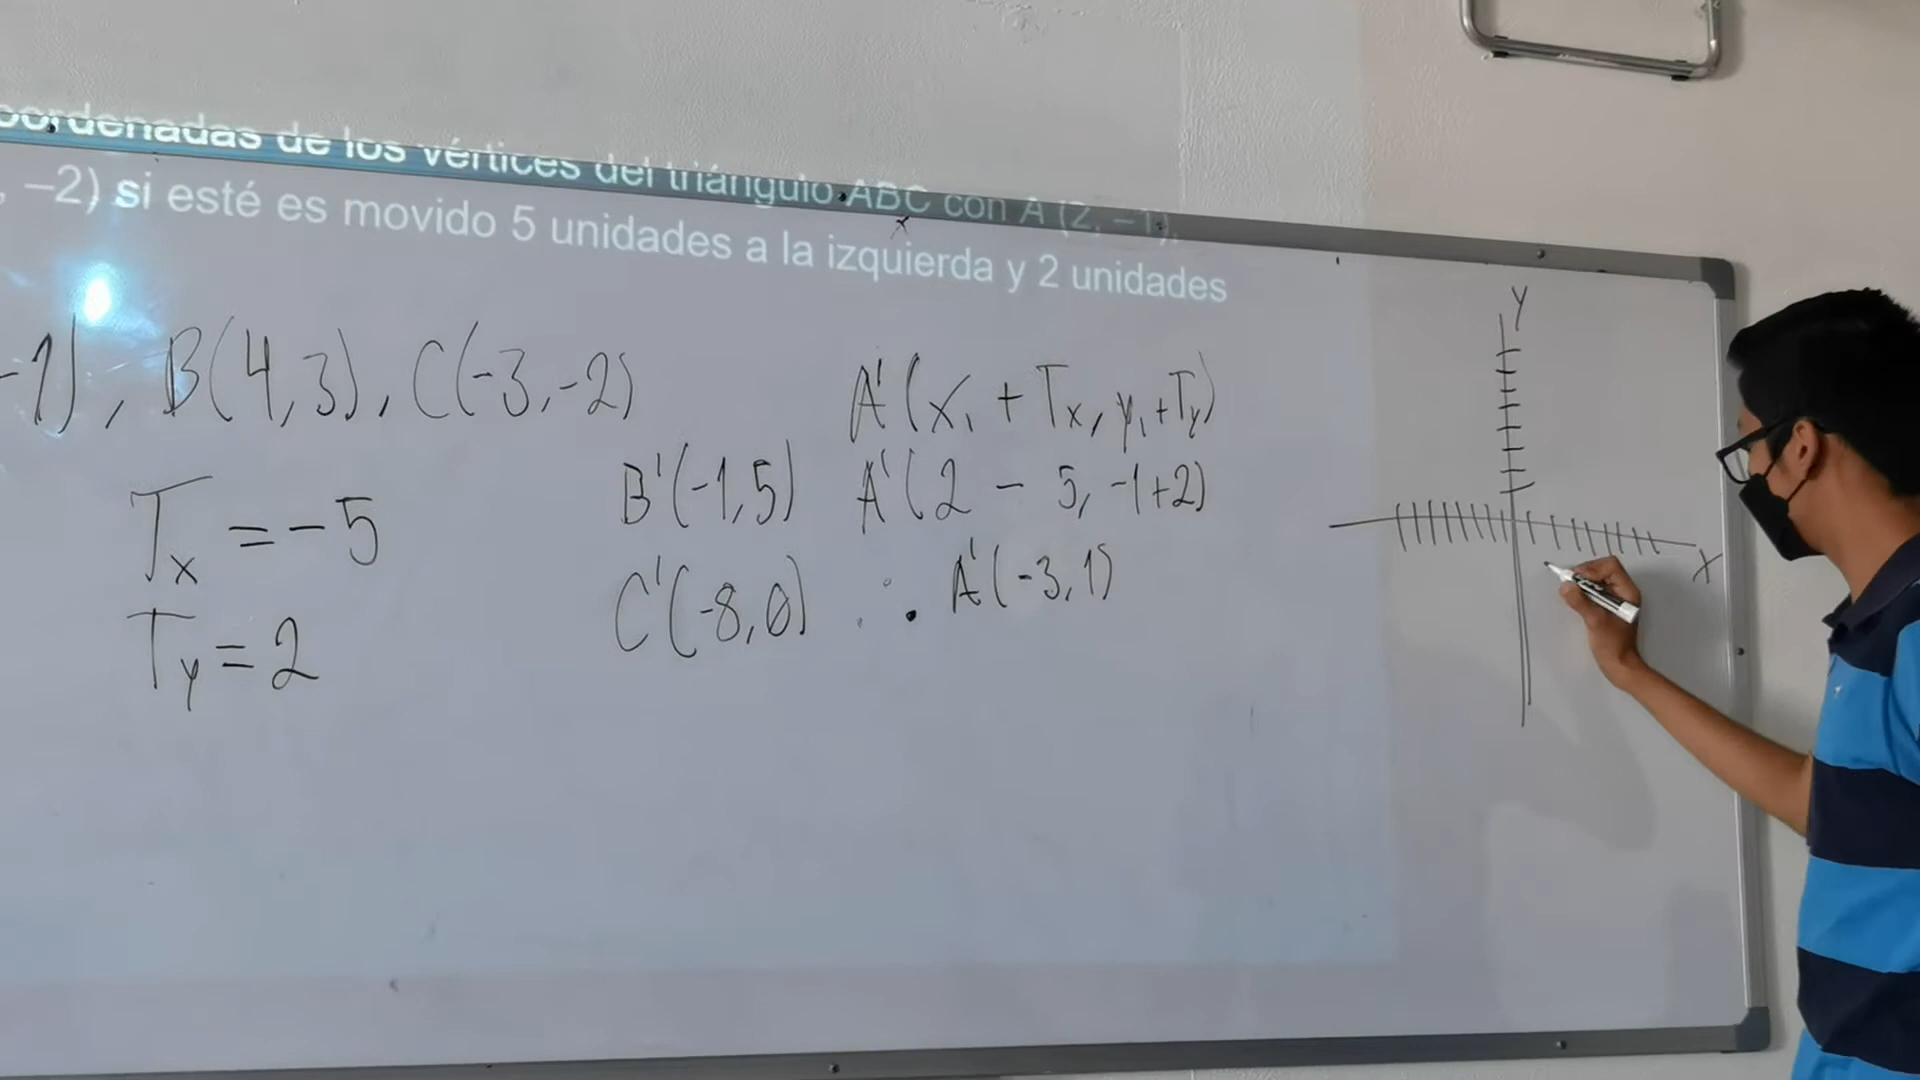 oordenadas de los vértices del triángulo ABC con A (2, –1),
, –2) si esté es movido 5 unidades a la izquierda y 2 unidades
-1), B(4,3), C(-3,-2)
Tx = -5
Ty = 2
B'(-1,5)
C'(-8,0)
A'(x₁ + Tx, y₁ + Ty)
A'(2 - 5, -1+2)
∴ A'(-3,1)
Y
X